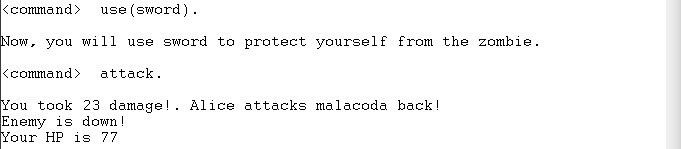 <command>  use(sword).
Now, you will use sword to protect yourself from the zombie.
<command>  attack.
You took 23 damage!. Alice attacks malacoda back!
Enemy is down!
Your HP is 77